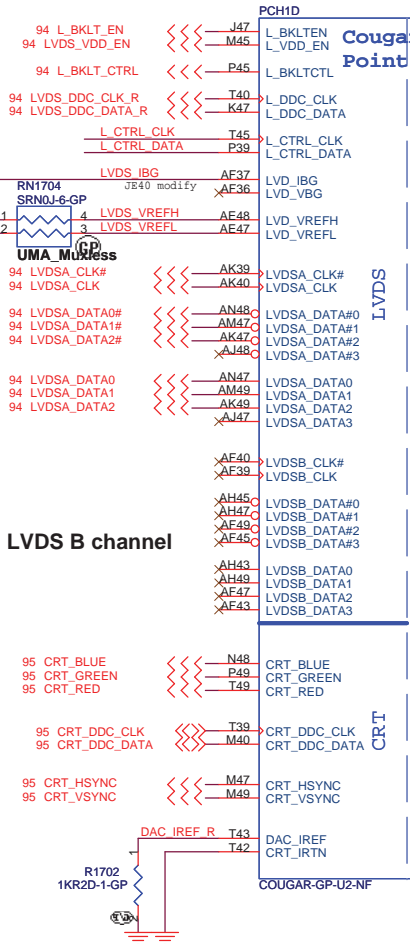 PCH1D
94 L_BKLT_EN J47 L_BKLTEN Cougar
94 LVDS_VDD_EN M45 L_VDD_EN
Point
94 L_BKLT_CTRL P45 L_BKLTCTL
94 LVDS_DDC_CLK_R T40 L_DDC_CLK
94 LVDS_DDC_DATA_R K47 L_DDC_DATA
L_CTRL_CLK T45 L_CTRL_CLK
L_CTRL_DATA P39 L_CTRL_DATA
LVDS_IBG AF37 LVD_IBG
RN1704 JE40 modify AF36 LVD_VBG
SRN0J-6-GP
1 4 LVDS_VREFH AE48 LVD_VREFH
2 3 LVDS_VREFL AE47 LVD_VREFL
GP
UMA_Muxless
94 LVDSA_CLK# AK39 LVDSA_CLK#
94 LVDSA_CLK AK40 LVDSA_CLK
LVDS
94 LVDSA_DATA0# AN48 LVDSA_DATA#0
94 LVDSA_DATA1# AM47 LVDSA_DATA#1
94 LVDSA_DATA2# AK47 LVDSA_DATA#2
AJ48 LVDSA_DATA#3
94 LVDSA_DATA0 AN47 LVDSA_DATA0
94 LVDSA_DATA1 AM49 LVDSA_DATA1
94 LVDSA_DATA2 AK49 LVDSA_DATA2
AJ47 LVDSA_DATA3
AF40 LVDSB_CLK#
AF39 LVDSB_CLK
AH45 LVDSB_DATA#0
AH47 LVDSB_DATA#1
AF49 LVDSB_DATA#2
AF45 LVDSB_DATA#3
LVDS B channel
AH43 LVDSB_DATA0
AH49 LVDSB_DATA1
AF47 LVDSB_DATA2
AF43 LVDSB_DATA3
95 CRT_BLUE N48 CRT_BLUE
95 CRT_GREEN P49 CRT_GREEN
95 CRT_RED T49 CRT_RED
CRT
95 CRT_DDC_CLK T39 CRT_DDC_CLK
95 CRT_DDC_DATA M40 CRT_DDC_DATA
95 CRT_HSYNC M47 CRT_HSYNC
95 CRT_VSYNC M49 CRT_VSYNC
DAC_IREF_R T43 DAC_IREF
T42 CRT_IRTN
1
R1702
1KR2D-1-GP
COUGAR-GP-U2-NF
2